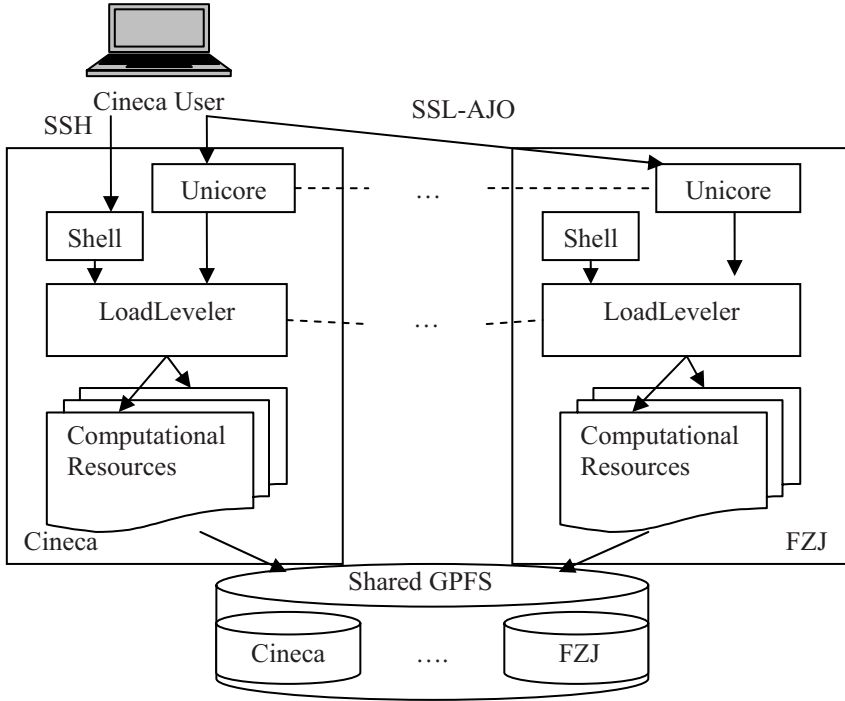 Cineca User
SSH
SSL-AJO
Unicore
…
Unicore
Shell
Shell
LoadLeveler
…
LoadLeveler
Computational
Resources
Computational
Resources
Cineca
FZJ
Shared GPFS
Cineca
….
FZJ